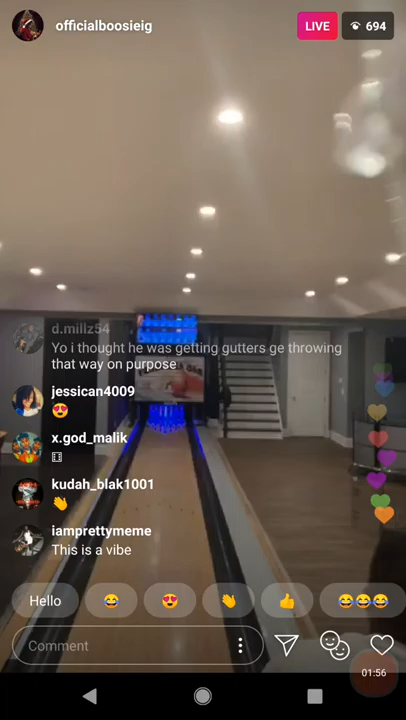 officialboosieig
LIVE
694
d.millz54
Yo i thought he was getting gutters ge throwing
that way on purpose
jessican4009
😍
x.god_malik
kudah_blak1001
👋
iamprettymeme
This is a vibe
Hello 😂 😍 👋 👍 😂😂😂
Comment
01:56